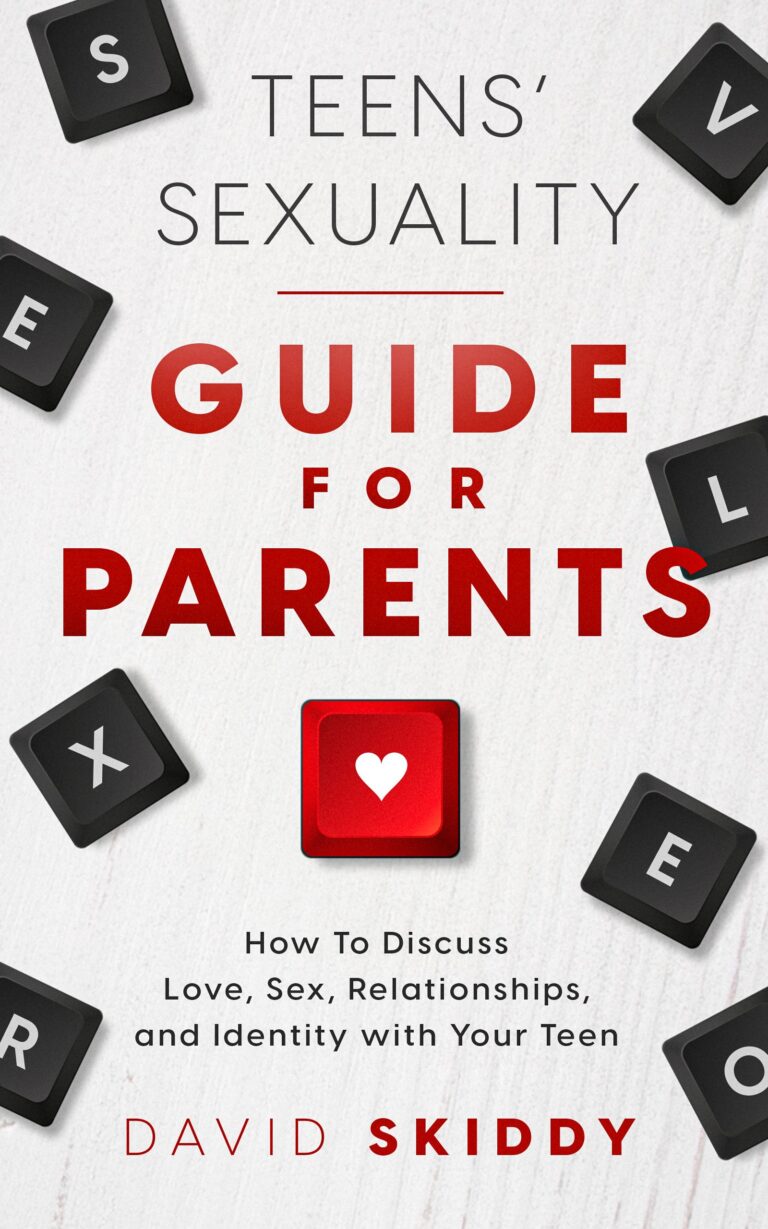 S
V
TEENS'
SEXUALITY
E
GUIDE
FOR
L
PARENTS
X
E
How To Discuss
Love, Sex, Relationships,
and Identity with Your Teen
R
O
DAVID SKIDDY